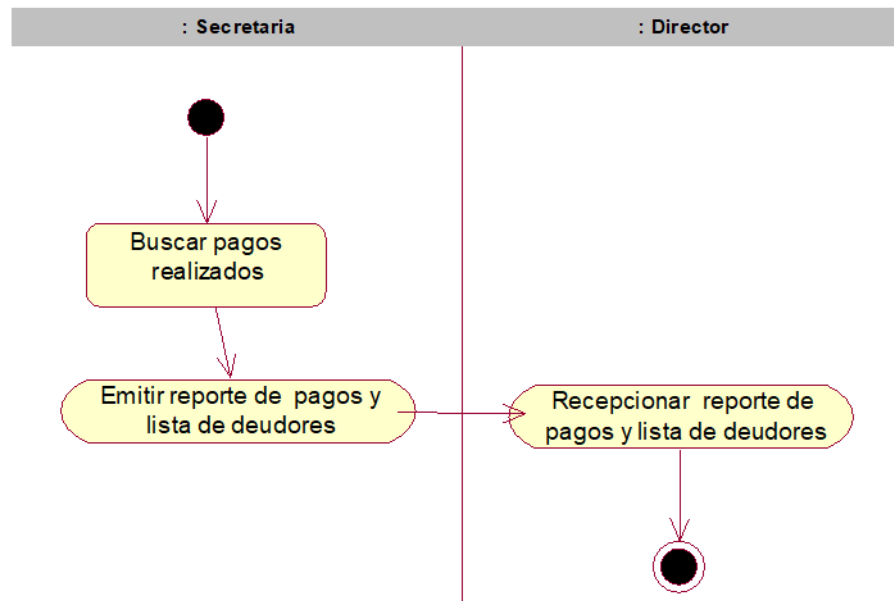 : Secretaria
: Director
Buscar pagos
realizados
Emitir reporte de pagos y
lista de deudores
Recepcionar reporte de
pagos y lista de deudores